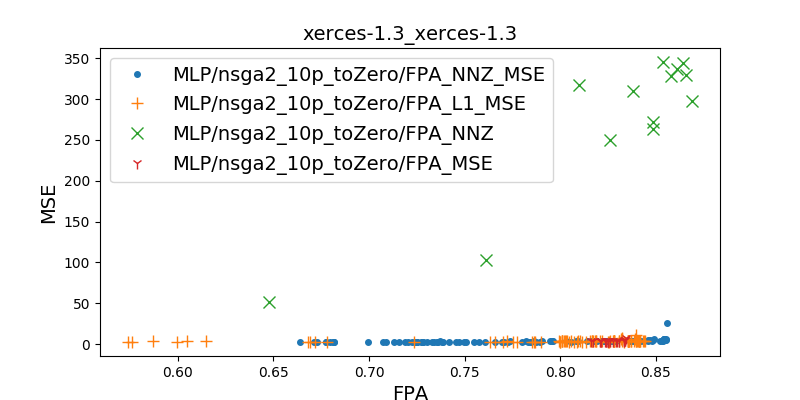 xerces-1.3_xerces-1.3
MLP/nsga2_10p_toZero/FPA_NNZ_MSE
MLP/nsga2_10p_toZero/FPA_L1_MSE
MLP/nsga2_10p_toZero/FPA_NNZ
MLP/nsga2_10p_toZero/FPA_MSE
MSE
350
300
250
200
150
100
50
0
0.60 0.65 0.70 0.75 0.80 0.85
FPA